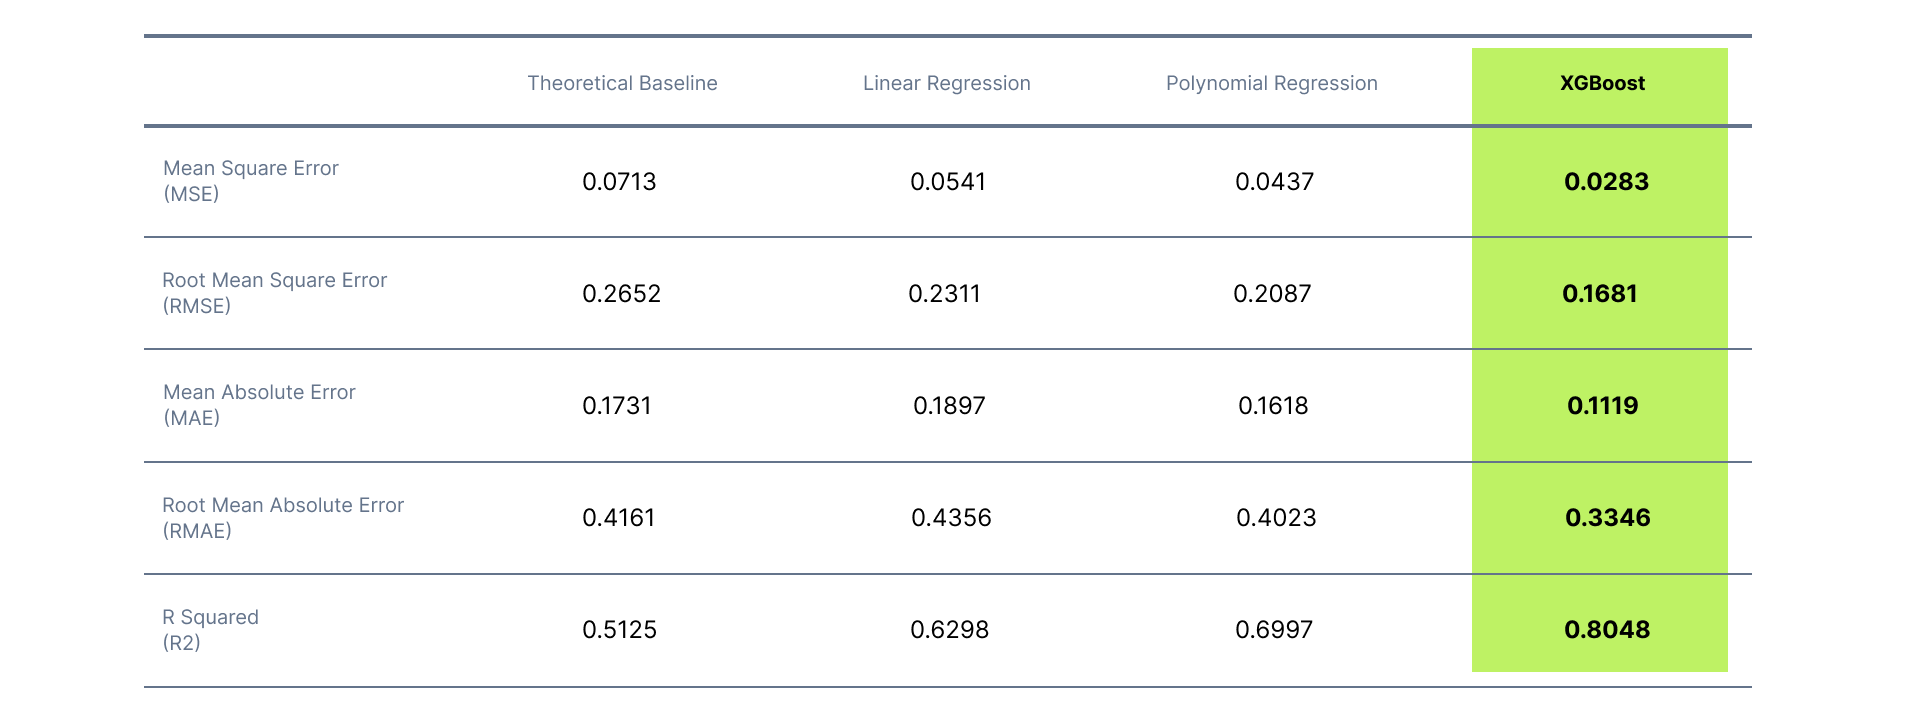 Theoretical Baseline Linear Regression Polynomial Regression XGBoost
Mean Square Error
(MSE) 0.0713 0.0541 0.0437 0.0283
Root Mean Square Error
(RMSE) 0.2652 0.2311 0.2087 0.1681
Mean Absolute Error
(MAE) 0.1731 0.1897 0.1618 0.1119
Root Mean Absolute Error
(RMAE) 0.4161 0.4356 0.4023 0.3346
R Squared
(R2) 0.5125 0.6298 0.6997 0.8048